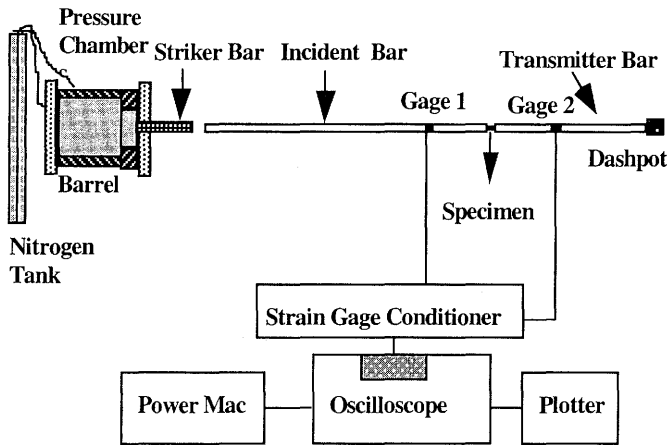 Pressure
Chamber
Striker Bar
Incident Bar
Transmitter Bar
Gage 1
Gage 2
Barrel
Dashpot
Specimen
Nitrogen
Tank
Strain Gage Conditioner
Power Mac
Oscilloscope
Plotter